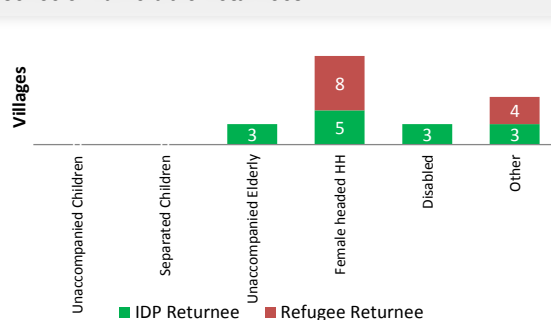 Villages
8
4
3
5
3
3
Unaccompanied Children
Separated Children
Unaccompanied Elderly
Female headed HH
Disabled
Other
IDP Returnee
Refugee Returnee